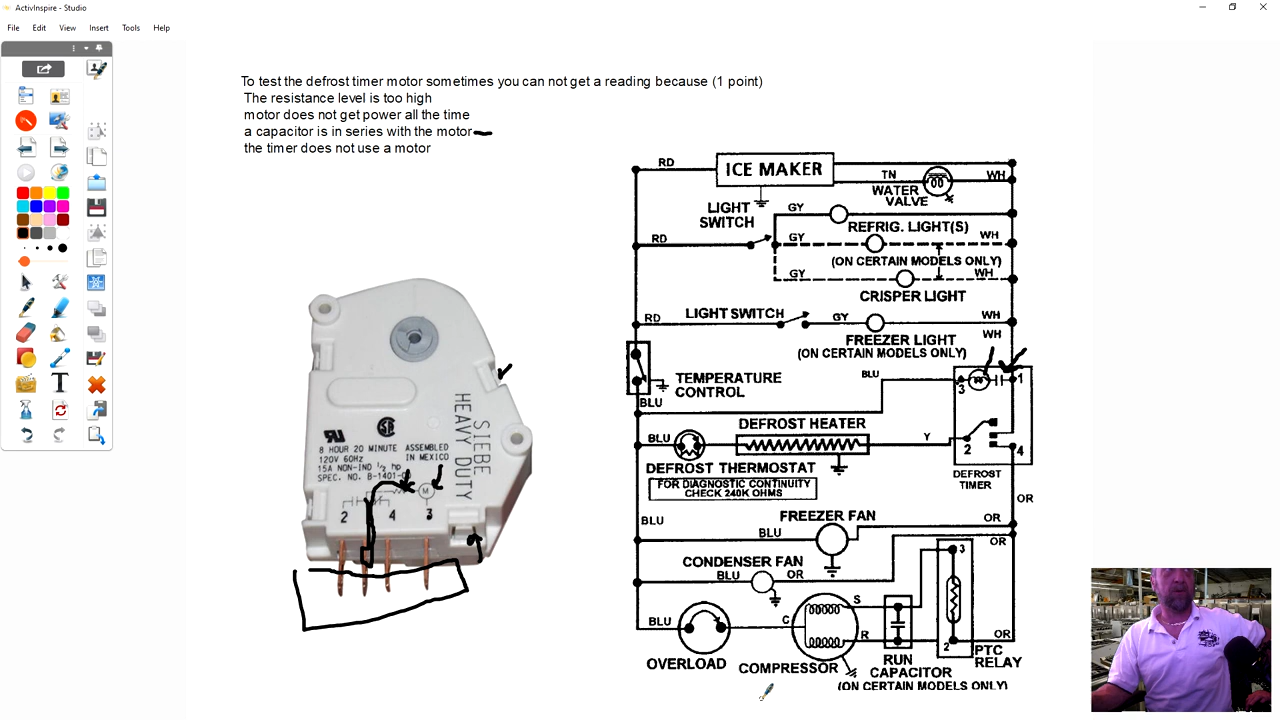 ActivInspire - Studio
File Edit View Insert Tools Help
To test the defrost timer motor sometimes you can not get a reading because (1 point)
The resistance level is too high
motor does not get power all the time
a capacitor is in series with the motor
the timer does not use a motor
RD
ICE MAKER
TN
WH
WATER
VALVE
LIGHT
SWITCH
GY
REFRIG. LIGHT(S)
RD
GY
WH
(ON CERTAIN MODELS ONLY)
GY
WH
CRISPER LIGHT
RD
LIGHT SWITCH
GY
WH
FREEZER LIGHT
(ON CERTAIN MODELS ONLY)
WH
TEMPERATURE
CONTROL
BLU
BLU
3
1
DEFROST HEATER
BLU
Y
2
4
DEFROST THERMOSTAT
FOR DIAGNOSTIC CONTINUITY
CHECK 240K OHMS
DEFROST
TIMER
OR
BLU
FREEZER FAN
BLU
OR
OR
CONDENSER FAN
BLU
OR
3
BLU
OVERLOAD
C
S
R
COMPRESSOR
RUN
CAPACITOR
(ON CERTAIN MODELS ONLY)
2
PTC
RELAY
OR
SIEBE
HEAVY DUTY
8 HOUR 20 MINUTE ASSEMBLED
120V 60Hz IN MEXICO
15A NON-IND 1/2 hp
SPEC. NO. B-1401-0
M
2 4 3